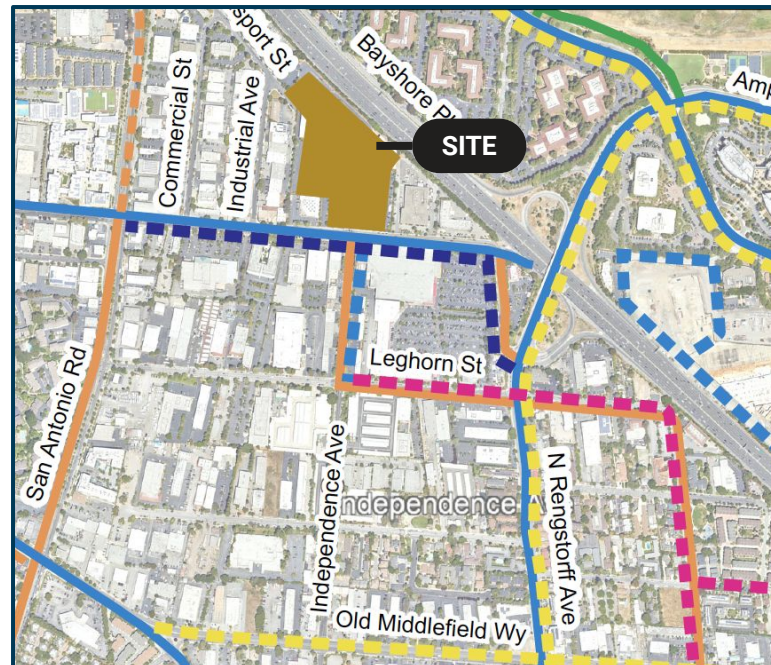 sport St
Bayshore P
Amp
Commercial St
Industrial Ave
SITE
San Antonio Rd
Leghorn St
Independence Ave
ndependence
N Rengstorff Ave
Old Middlefield Wy